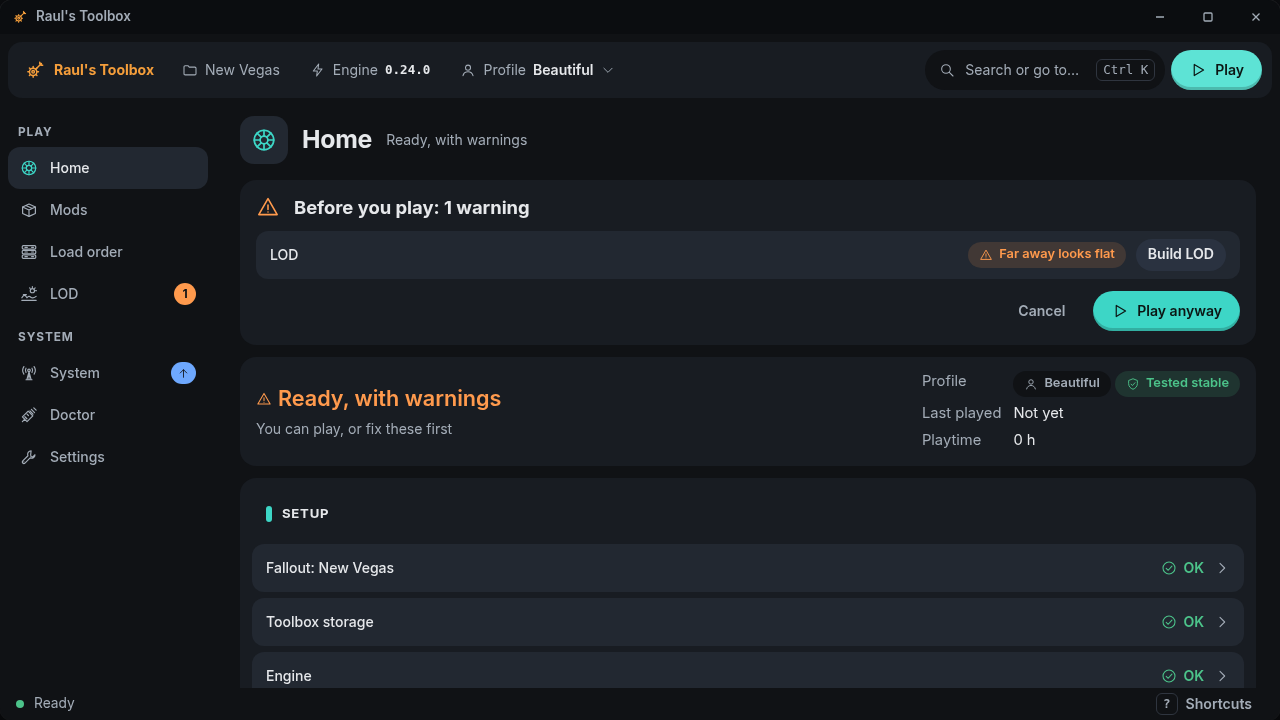 Raul's Toolbox
Raul's Toolbox New Vegas Engine 0.24.0 Profile Beautiful Search or go to... Ctrl K Play
PLAY
Home
Mods
Load order
LOD 1
SYSTEM
System
Doctor
Settings
Home Ready, with warnings
Before you play: 1 warning
LOD Far away looks flat Build LOD
Cancel Play anyway
Ready, with warnings
You can play, or fix these first
Profile Beautiful Tested stable
Last played Not yet
Playtime 0 h
SETUP
Fallout: New Vegas OK
Toolbox storage OK
Engine OK
Ready ? Shortcuts